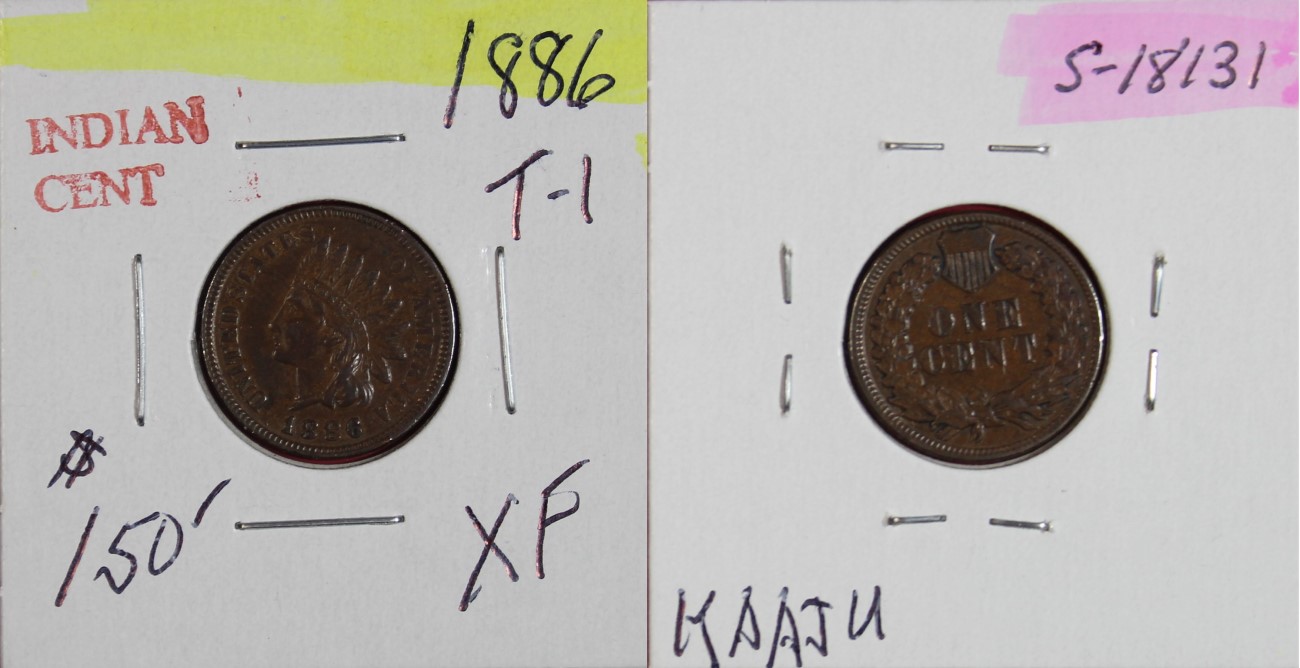 1886
INDIAN
CENT
T-1
UNITED STATES OF AMERICA
1886
$
150
XF
S-18131
ONE
CENT
KAAJU